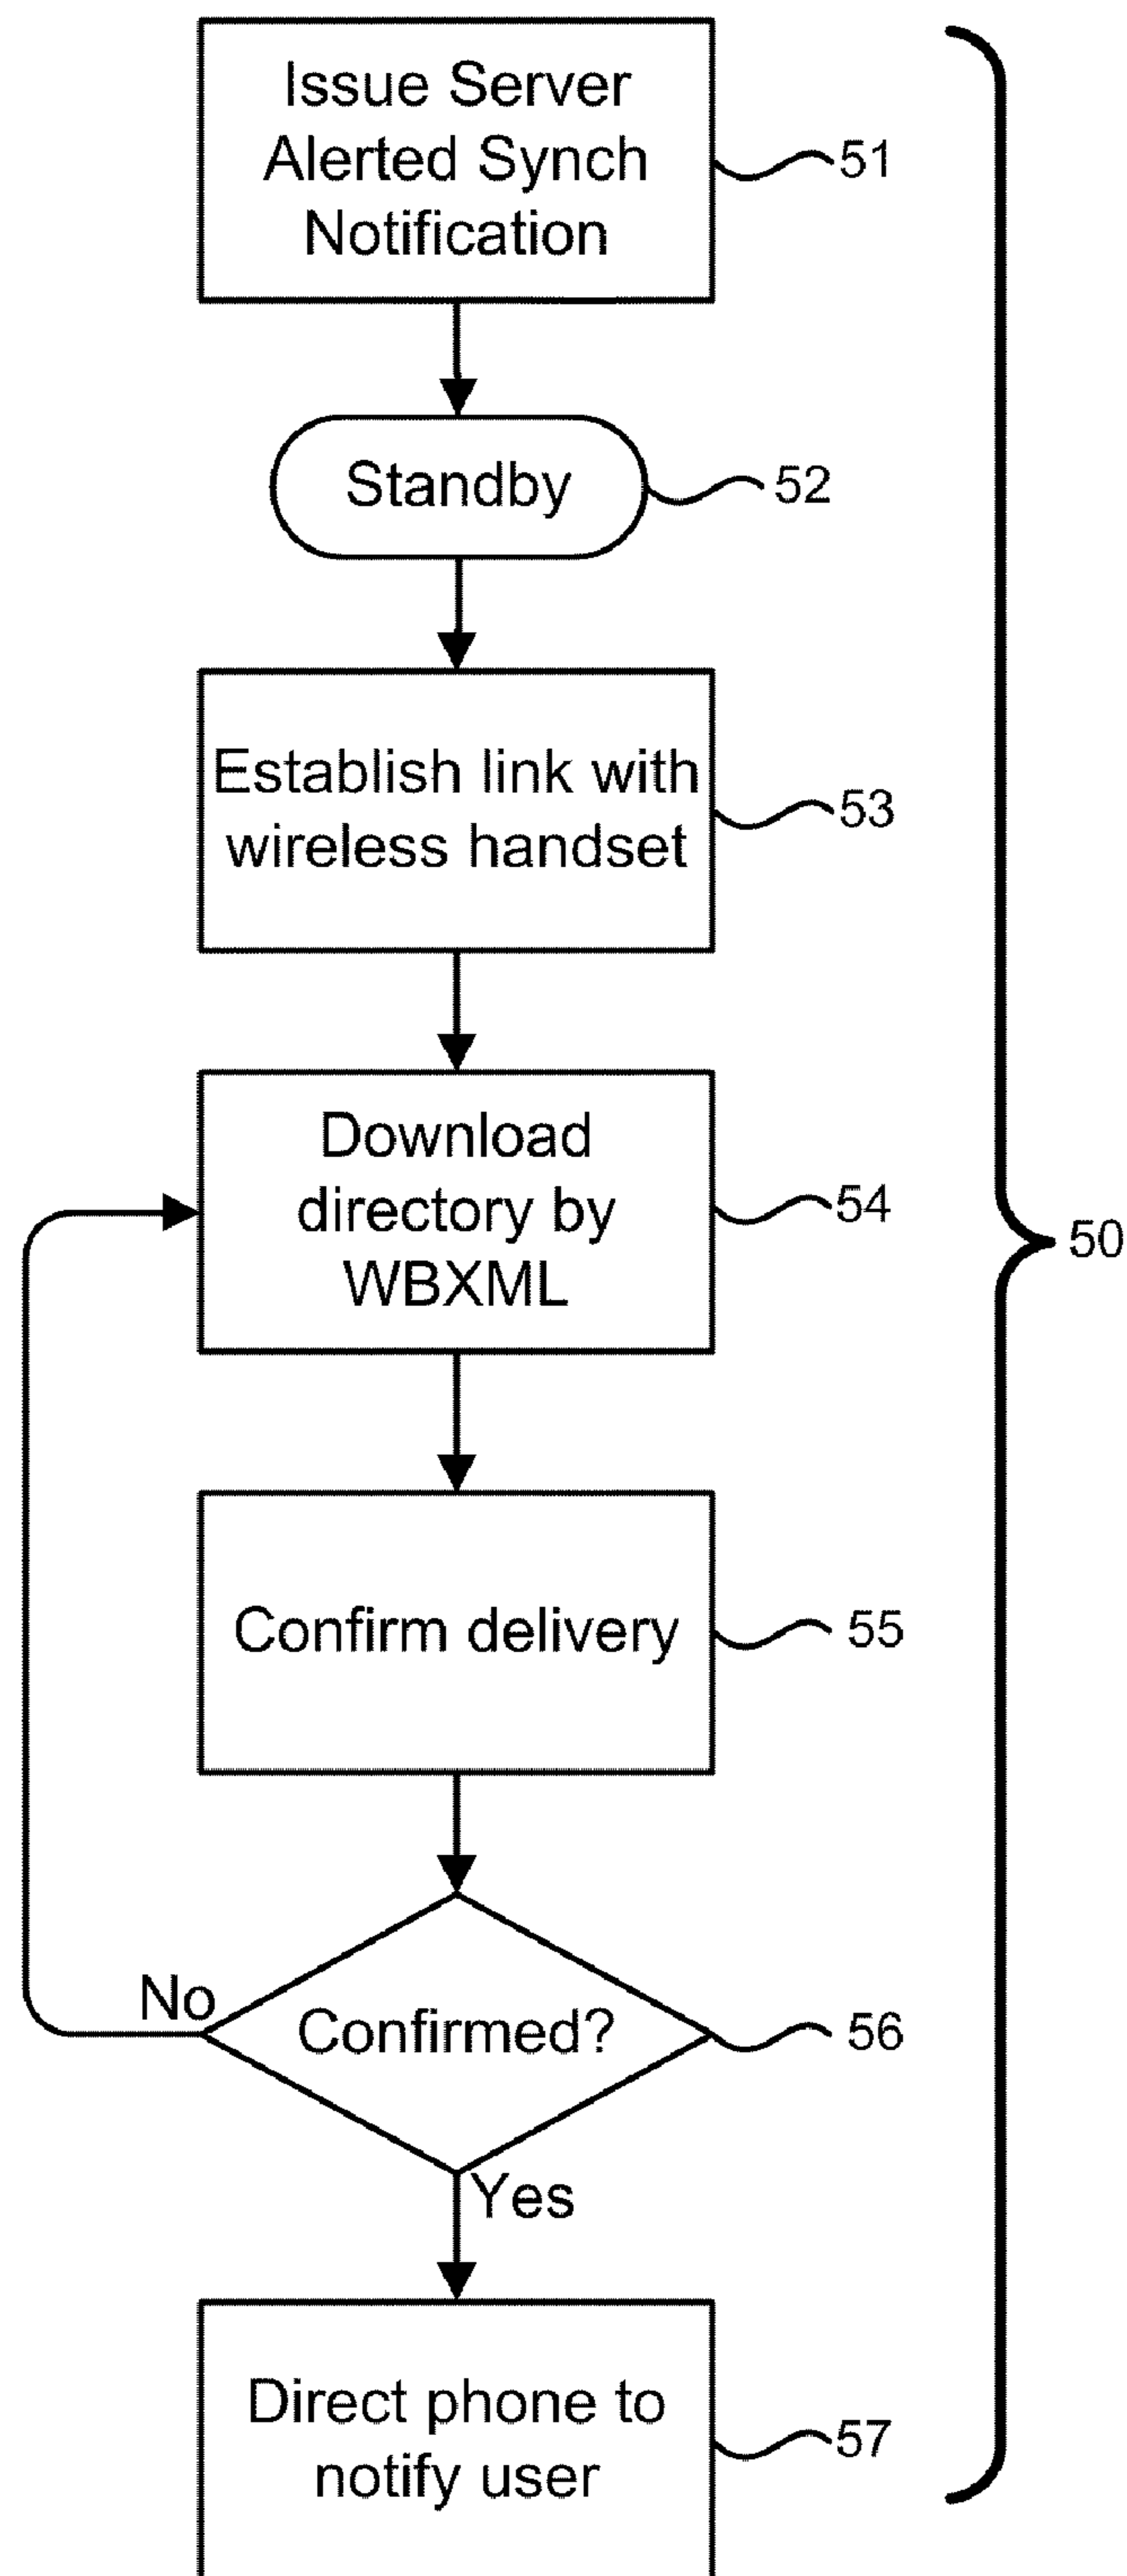 Issue Server
Alerted Synch
Notification
51
Standby
52
Establish link with
wireless handset
53
Download
directory by
WBXML
54
50
Confirm delivery
55
No
Confirmed?
56
Yes
Direct phone to
notify user
57